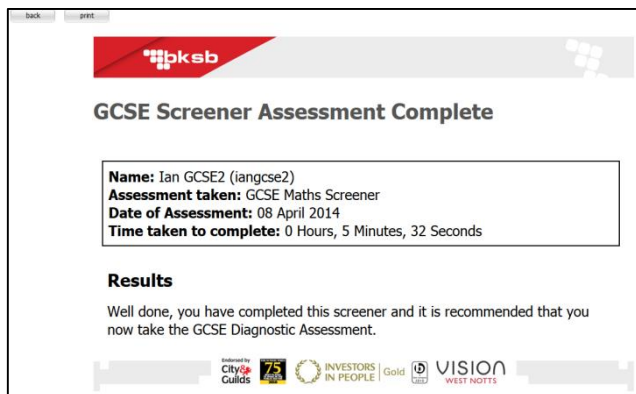 back print
bksb
GCSE Screener Assessment Complete
Name: Ian GCSE2 (iangcse2)
Assessment taken: GCSE Maths Screener
Date of Assessment: 08 April 2014
Time taken to complete: 0 Hours, 5 Minutes, 32 Seconds
Results
Well done, you have completed this screener and it is recommended that you
now take the GCSE Diagnostic Assessment.
Endorsed by
City & Guilds
75
INVESTORS IN PEOPLE Gold
VISION
WEST NOTTS